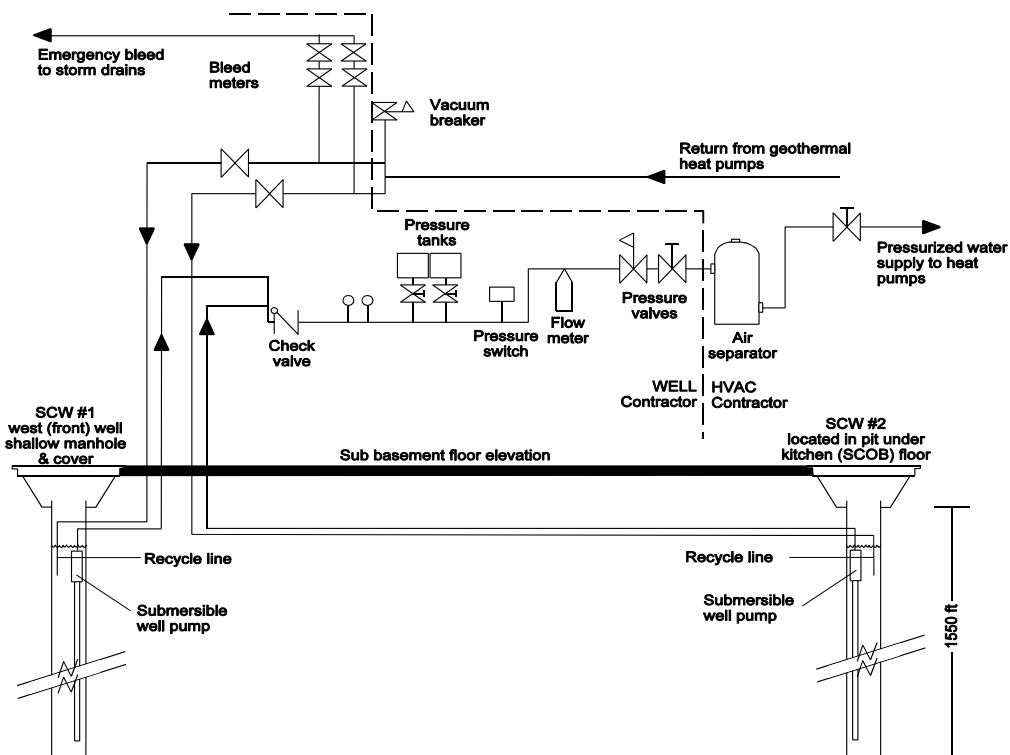 Emergency bleed
to storm drains
Bleed
meters
Vacuum
breaker
Return from geothermal
heat pumps
Pressure
tanks
Pressurized water
supply to heat
pumps
Pressure
valves
Flow
meter
Pressure
switch
Check
valve
Air
separator
WELL
Contractor
HVAC
Contractor
SCW #1
west (front) well
shallow manhole
& cover
SCW #2
located in pit under
kitchen (SCOB) floor
Sub basement floor elevation
Recycle line
Recycle line
Submersible
well pump
Submersible
well pump
1550 ft